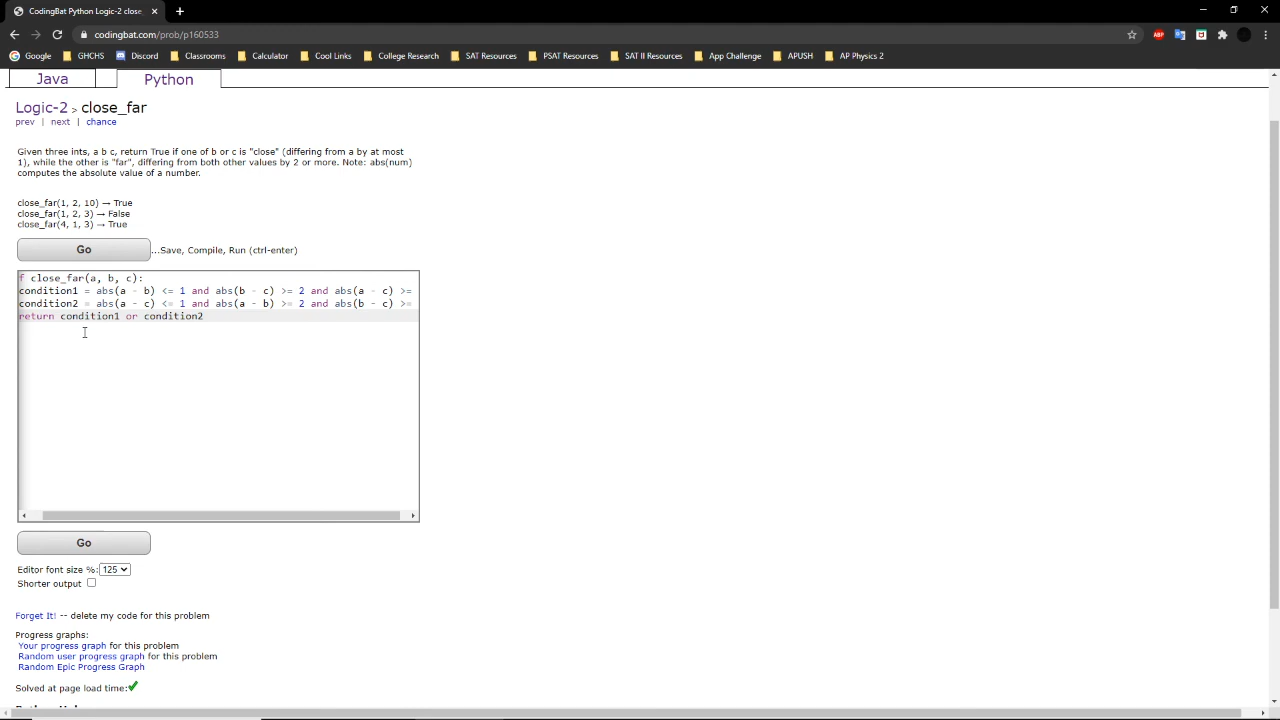 CodingBat Python Logic-2 close_
codingbat.com/prob/p160533
ABP
Google GHCHS Discord Classrooms Calculator Cool Links College Research SAT Resources PSAT Resources SAT II Resources App Challenge APUSH AP Physics 2
Java Python
Logic-2 > close_far
prev | next | chance
Given three ints, a b c, return True if one of b or c is "close" (differing from a by at most
1), while the other is "far", differing from both other values by 2 or more. Note: abs(num)
computes the absolute value of a number.
close_far(1, 2, 10) → True
close_far(1, 2, 3) → False
close_far(4, 1, 3) → True
Go ...Save, Compile, Run (ctrl-enter)
f close_far(a, b, c):
condition1 = abs(a - b) <= 1 and abs(b - c) >= 2 and abs(a - c) >=
condition2 = abs(a - c) <= 1 and abs(a - b) >= 2 and abs(b - c) >=
return condition1 or condition2
Go
Editor font size %: 125
Shorter output
Forget It! -- delete my code for this problem
Progress graphs:
Your progress graph for this problem
Random user progress graph for this problem
Random Epic Progress Graph
Solved at page load time: